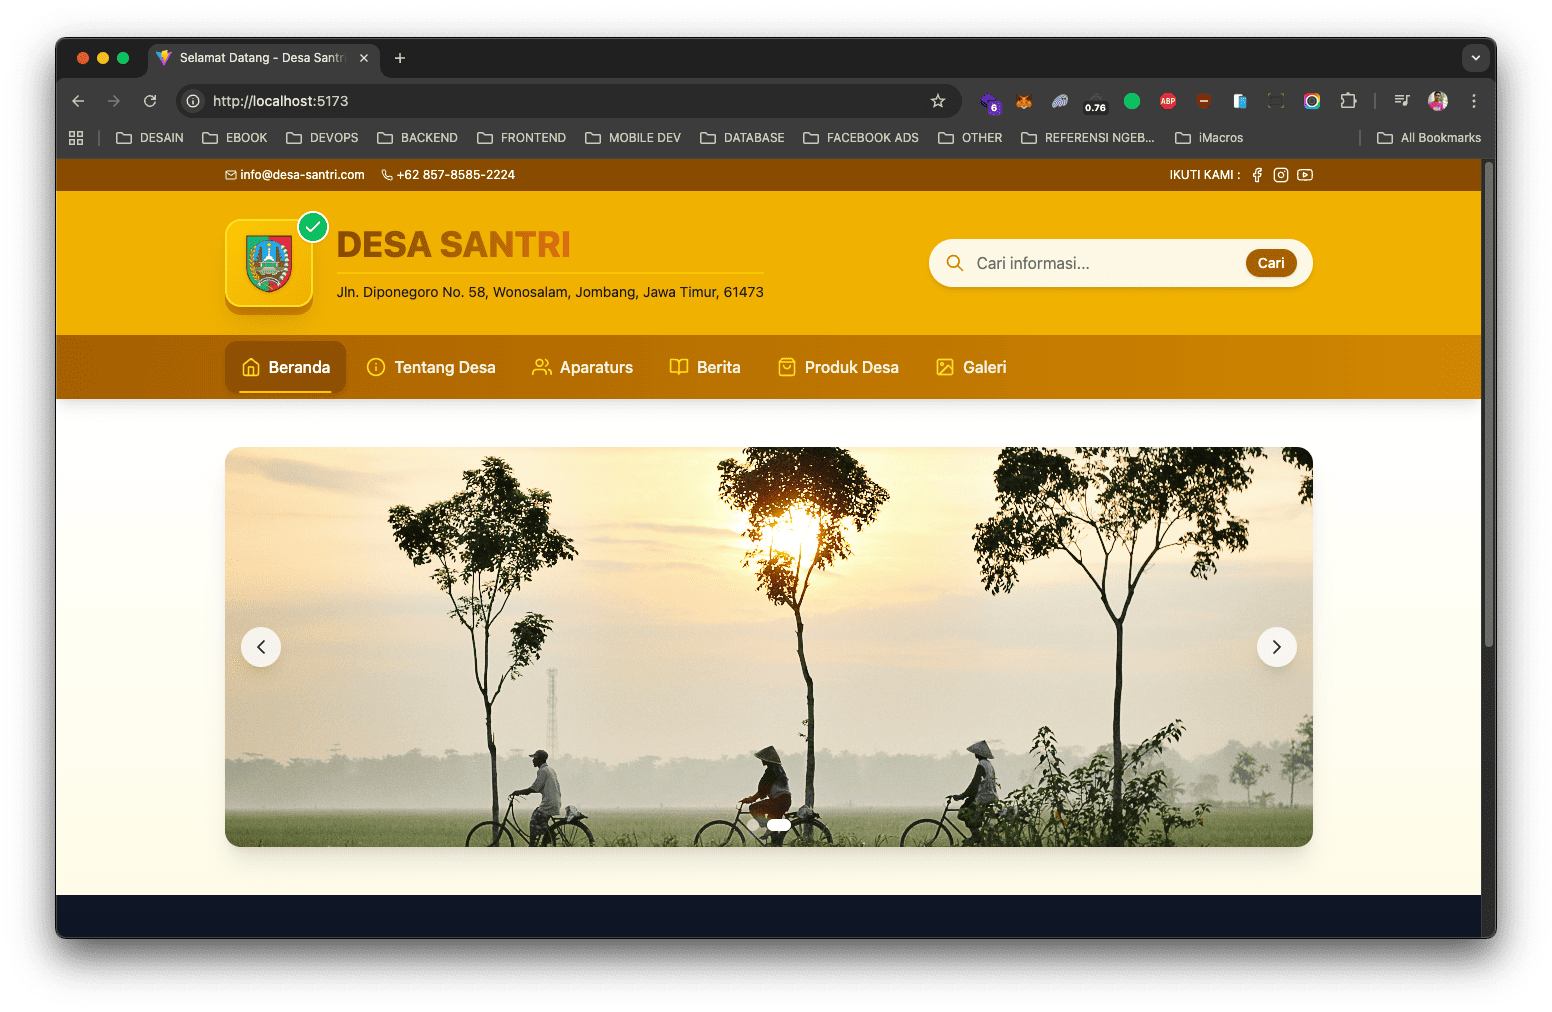 Selamat Datang - Desa Santri
http://localhost:5173
6
0.76
ABP
DESAIN
EBOOK
DEVOPS
BACKEND
FRONTEND
MOBILE DEV
DATABASE
FACEBOOK ADS
OTHER
REFERENSI NGEB...
iMacros
All Bookmarks
info@desa-santri.com
+62 857-8585-2224
IKUTI KAMI :
DESA SANTRI
Jln. Diponegoro No. 58, Wonosalam, Jombang, Jawa Timur, 61473
Cari informasi...
Cari
Beranda
Tentang Desa
Aparaturs
Berita
Produk Desa
Galeri